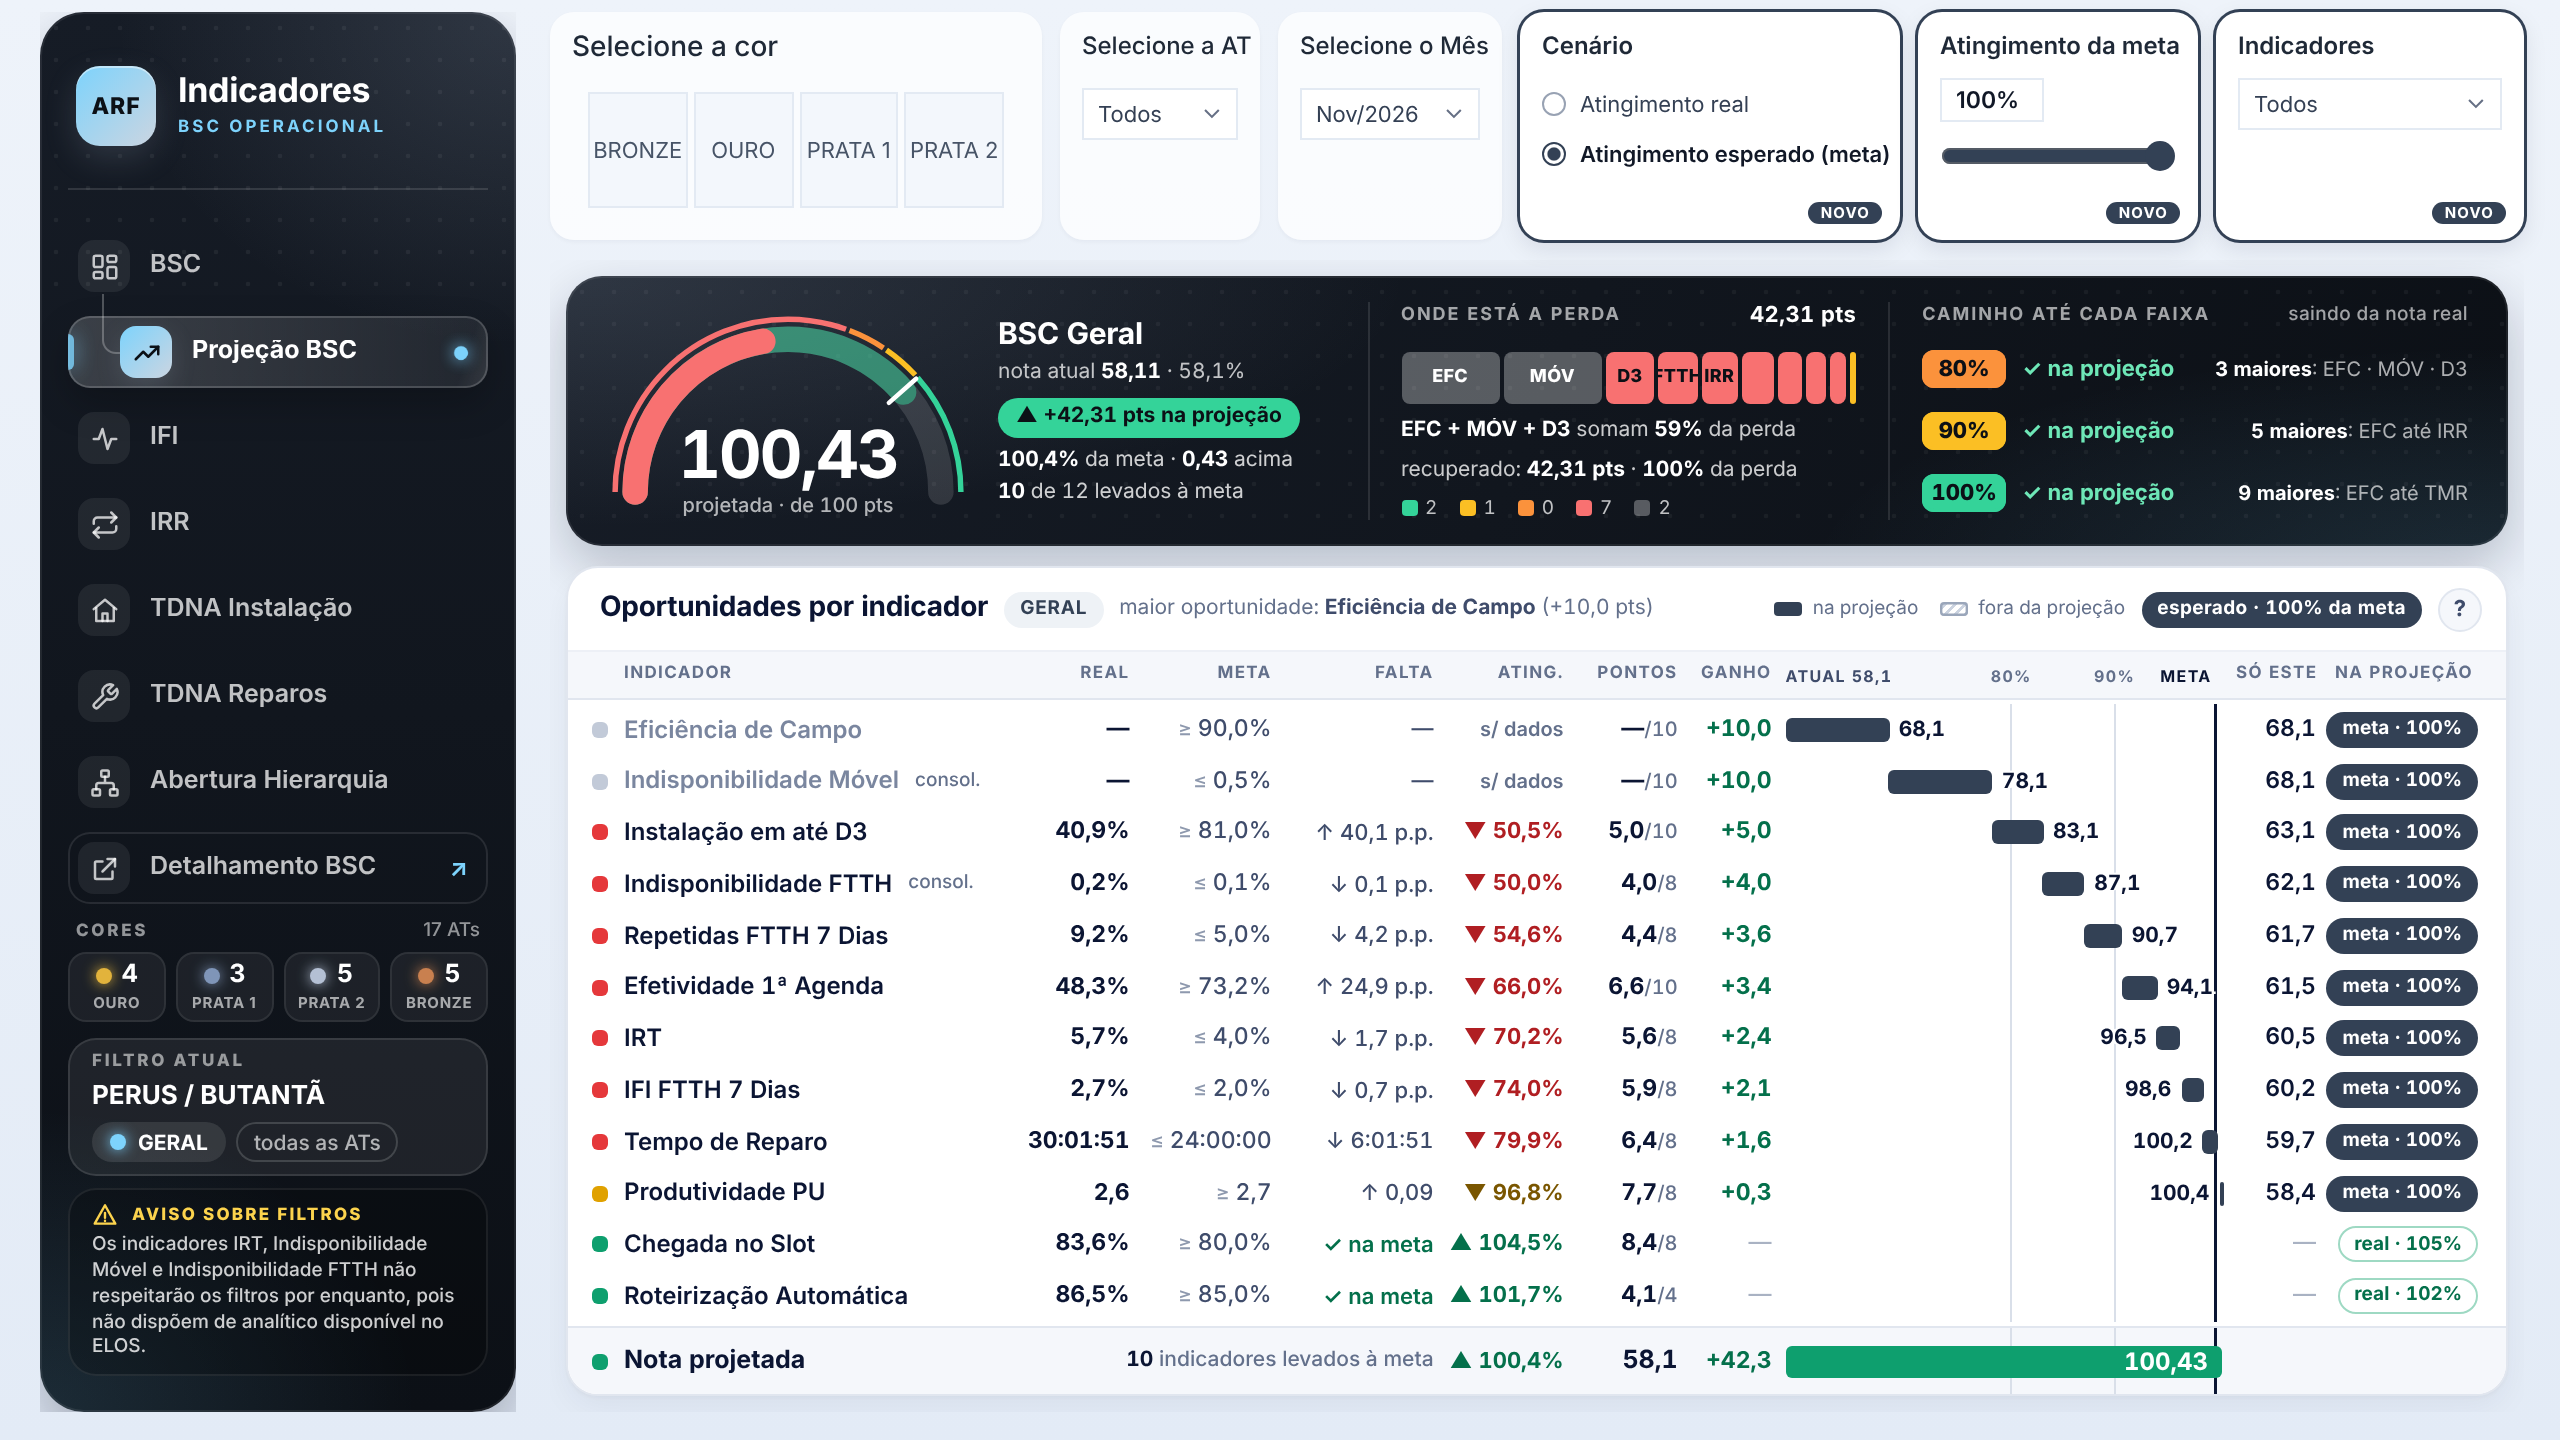 ARF
Indicadores
BSC OPERACIONAL
BSC
Projeção BSC
IFI
IRR
TDNA Instalação
TDNA Reparos
Abertura Hierarquia
Detalhamento BSC
CORES 17 ATs
4 3 5 5
OURO PRATA 1 PRATA 2 BRONZE
FILTRO ATUAL
PERUS / BUTANTÃ
GERAL todas as ATs
AVISO SOBRE FILTROS
Os indicadores IRT, Indisponibilidade
Móvel e Indisponibilidade FTTH não
respeitarão os filtros por enquanto, pois
não dispõem de analítico disponível no
ELOS.
Selecione a cor
BRONZE OURO PRATA 1 PRATA 2
Selecione a AT
Todos
Selecione o Mês
Nov/2026
Cenário
Atingimento real
Atingimento esperado (meta)
NOVO
Atingimento da meta
100%
NOVO
Indicadores
Todos
NOVO
100,43
projetada · de 100 pts
BSC Geral
nota atual 58,11 · 58,1%
▲ +42,31 pts na projeção
100,4% da meta · 0,43 acima
10 de 12 levados à meta
ONDE ESTÁ A PERDA 42,31 pts
EFC MÓV D3 FTTH IRR
EFC + MÓV + D3 somam 59% da perda
recuperado: 42,31 pts · 100% da perda
2 1 0 7 2
CAMINHO ATÉ CADA FAIXA saindo da nota real
80% ✓ na projeção 3 maiores: EFC · MÓV · D3
90% ✓ na projeção 5 maiores: EFC até IRR
100% ✓ na projeção 9 maiores: EFC até TMR
Oportunidades por indicador GERAL maior oportunidade: Eficiência de Campo (+10,0 pts) na projeção fora da projeção esperado · 100% da meta ?
INDICADOR REAL META FALTA ATING. PONTOS GANHO ATUAL 58,1 80% 90% META SÓ ESTE NA PROJEÇÃO
Eficiência de Campo — ≥ 90,0% — s/ dados —/10 +10,0 68,1 68,1 meta · 100%
Indisponibilidade Móvel consol. — ≤ 0,5% — s/ dados —/10 +10,0 78,1 68,1 meta · 100%
Instalação em até D3 40,9% ≥ 81,0% ↑ 40,1 p.p. ▼ 50,5% 5,0/10 +5,0 83,1 63,1 meta · 100%
Indisponibilidade FTTH consol. 0,2% ≤ 0,1% ↓ 0,1 p.p. ▼ 50,0% 4,0/8 +4,0 87,1 62,1 meta · 100%
Repetidas FTTH 7 Dias 9,2% ≤ 5,0% ↓ 4,2 p.p. ▼ 54,6% 4,4/8 +3,6 90,7 61,7 meta · 100%
Efetividade 1ª Agenda 48,3% ≥ 73,2% ↑ 24,9 p.p. ▼ 66,0% 6,6/10 +3,4 94,1 61,5 meta · 100%
IRT 5,7% ≤ 4,0% ↓ 1,7 p.p. ▼ 70,2% 5,6/8 +2,4 96,5 60,5 meta · 100%
IFI FTTH 7 Dias 2,7% ≤ 2,0% ↓ 0,7 p.p. ▼ 74,0% 5,9/8 +2,1 98,6 60,2 meta · 100%
Tempo de Reparo 30:01:51 ≤ 24:00:00 ↓ 6:01:51 ▼ 79,9% 6,4/8 +1,6 100,2 59,7 meta · 100%
Produtividade PU 2,6 ≥ 2,7 ↑ 0,09 ▼ 96,8% 7,7/8 +0,3 100,4 58,4 meta · 100%
Chegada no Slot 83,6% ≥ 80,0% ✓ na meta ▲ 104,5% 8,4/8 — — real · 105%
Roteirização Automática 86,5% ≥ 85,0% ✓ na meta ▲ 101,7% 4,1/4 — — real · 102%
Nota projetada 10 indicadores levados à meta ▲ 100,4% 58,1 +42,3 100,43